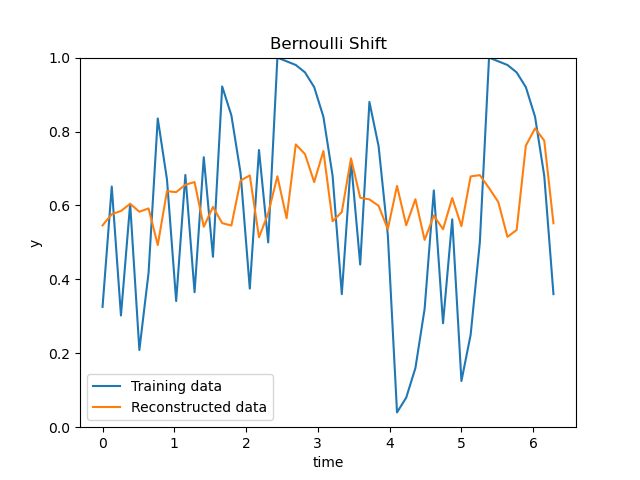 Bernoulli Shift
1.0
0.8
0.6
0.4
0.2
0.0
y
Training data
Reconstructed data
0 1 2 3 4 5 6
time